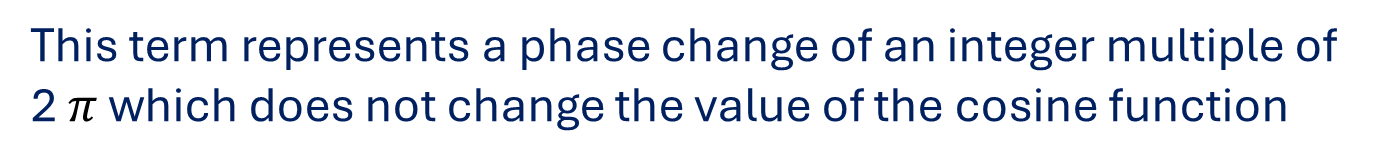 This term represents a phase change of an integer multiple of
2 𝜋 which does not change the value of the cosine function